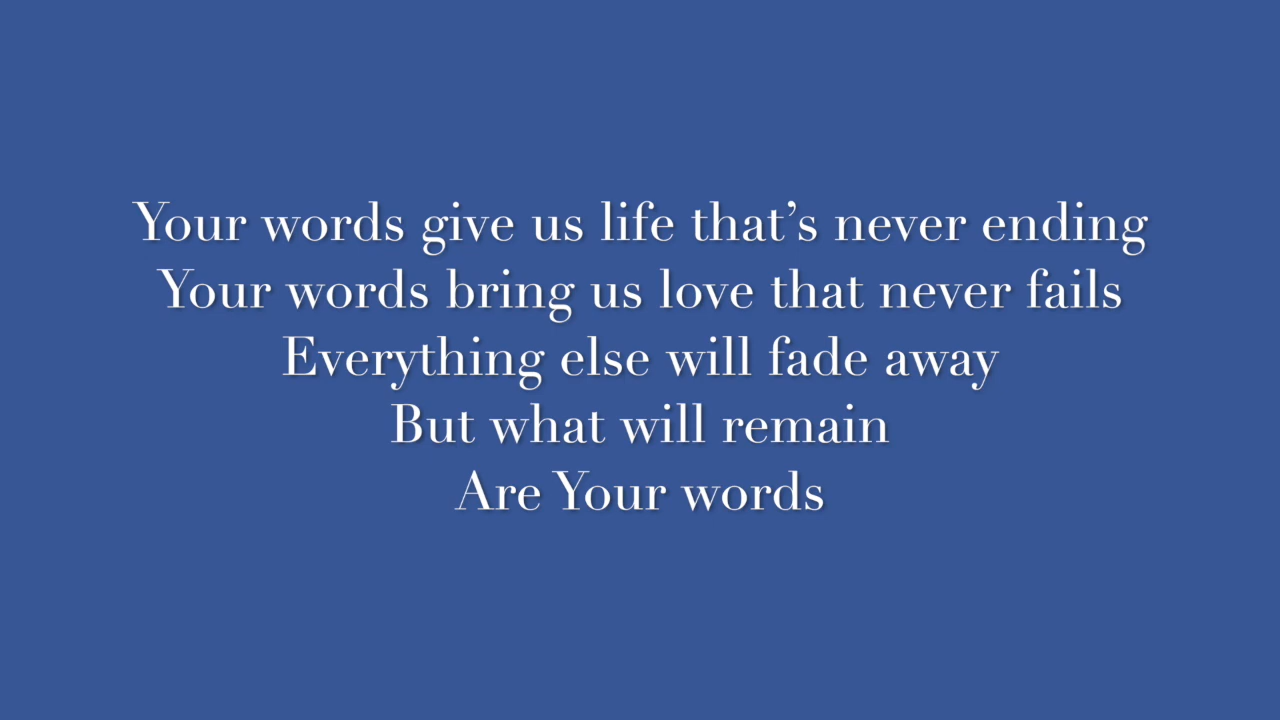 Your words give us life that’s never ending
Your words bring us love that never fails
Everything else will fade away
But what will remain
Are Your words